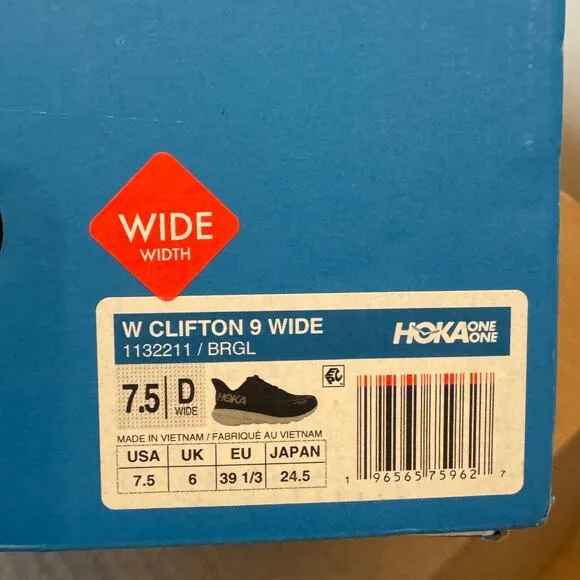 WIDE
WIDTH
W CLIFTON 9 WIDE
1132211 / BRGL
HOKA ONE ONE
7.5 D WIDE
HOKA
MADE IN VIETNAM / FABRIQUÉ AU VIETNAM
USA UK EU JAPAN
7.5 6 39 1/3 24.5
1 96565 75962 7